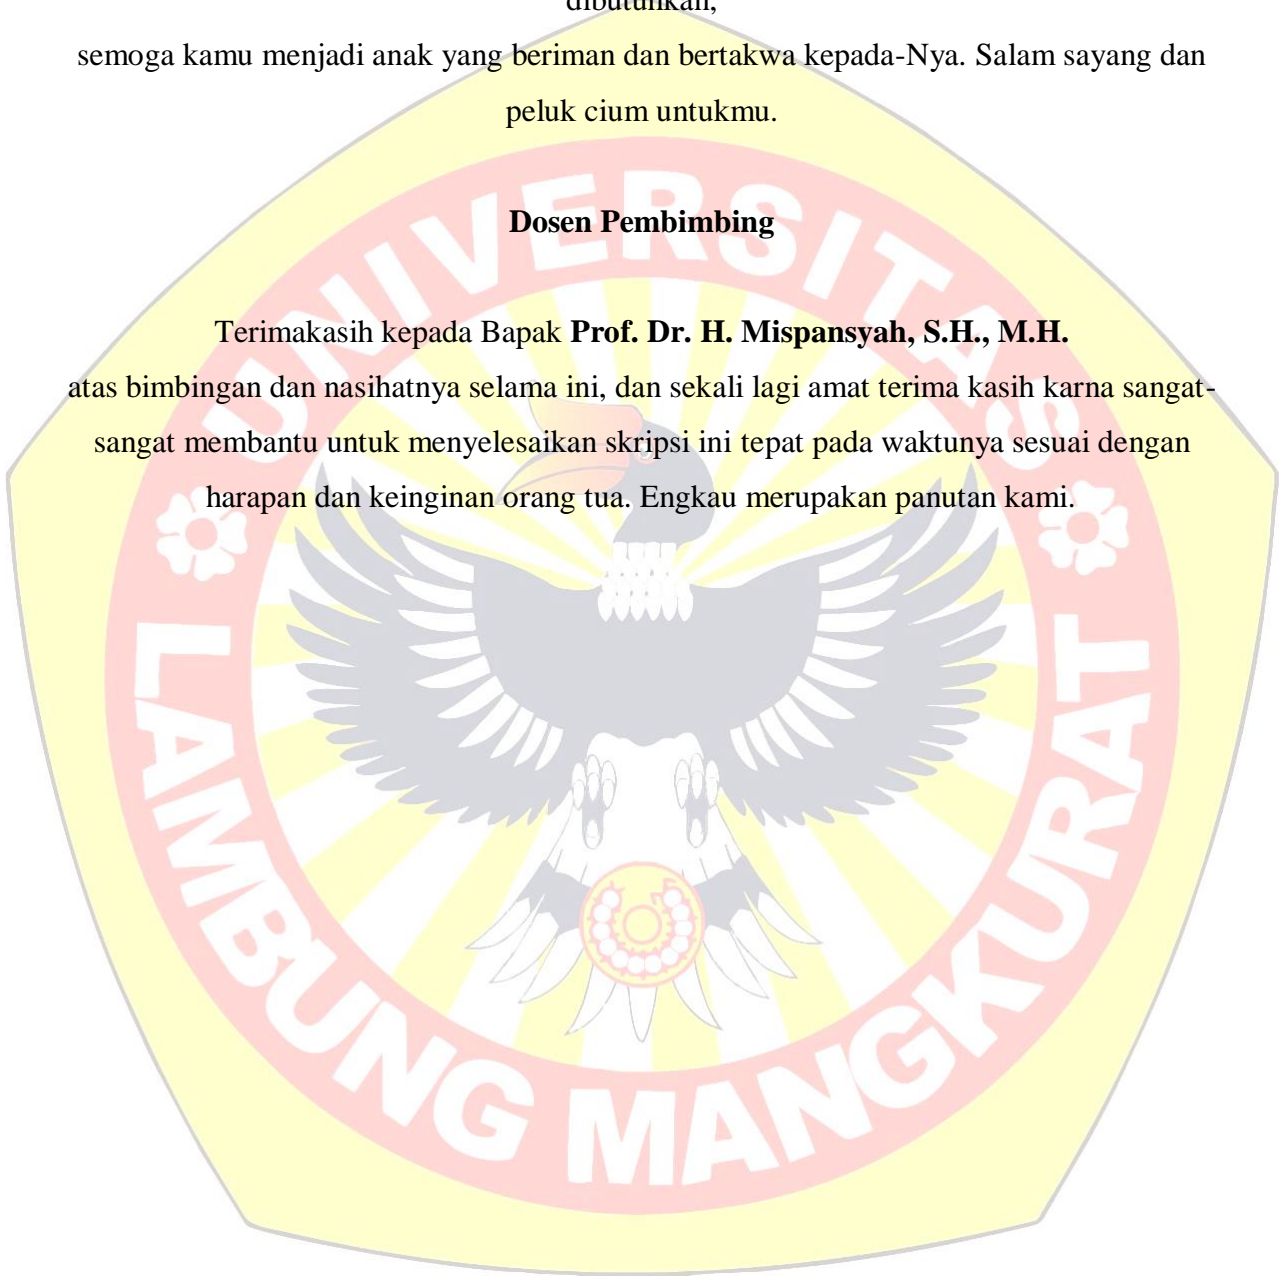 dibutuhkan,
semoga kamu menjadi anak yang beriman dan bertakwa kepada-Nya. Salam sayang dan
peluk cium untukmu.
Dosen Pembimbing
Terimakasih kepada Bapak Prof. Dr. H. Mispansyah, S.H., M.H.
atas bimbingan dan nasihatnya selama ini, dan sekali lagi amat terima kasih karna sangat-
sangat membantu untuk menyelesaikan skripsi ini tepat pada waktunya sesuai dengan
harapan dan keinginan orang tua. Engkau merupakan panutan kami.
UNIVERSITAS
LAMBUNG MANGKURAT